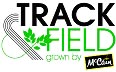 TRACK
& FIELD
grown by McCain